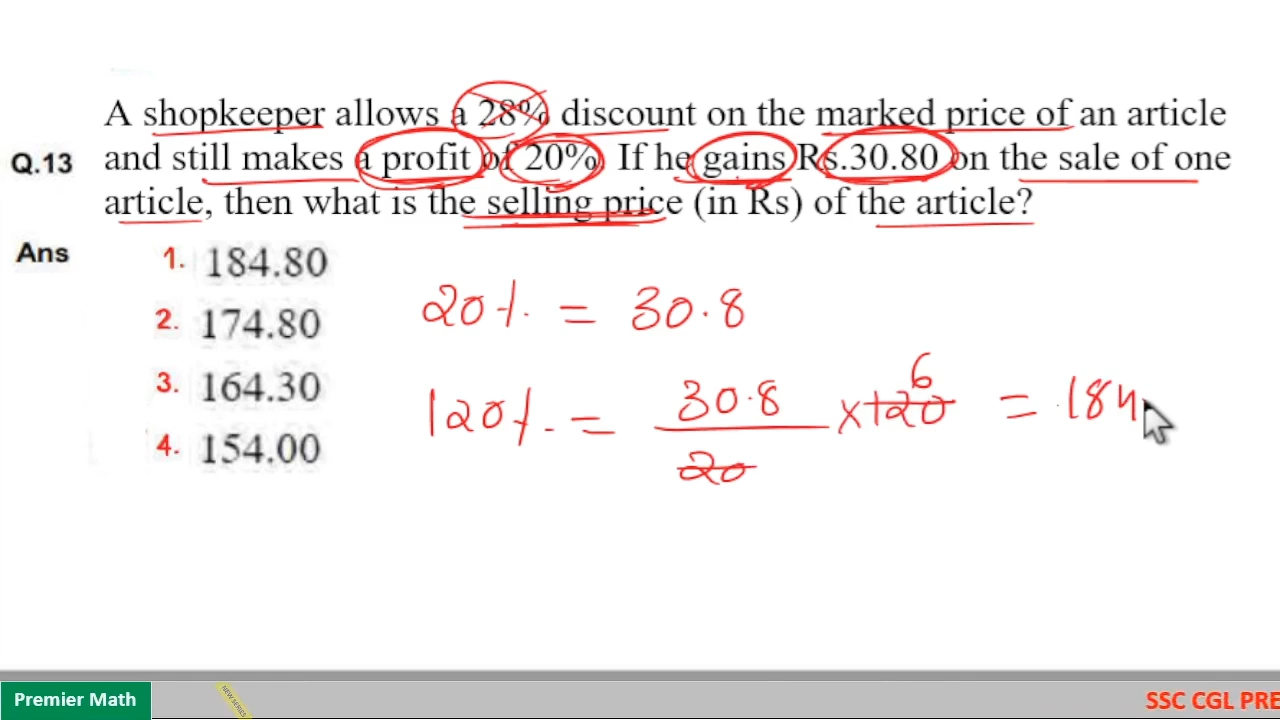 A shopkeeper allows a 28% discount on the marked price of an article
Q.13 and still makes a profit of 20%. If he gains Rs.30.80 on the sale of one
article, then what is the selling price (in Rs) of the article?
Ans 1. 184.80
2. 174.80
3. 164.30
4. 154.00
20% = 30.8
120% = 30.8 / 20 × 120 6 = 184
Premier Math
NEW SERIES
SSC CGL PRE